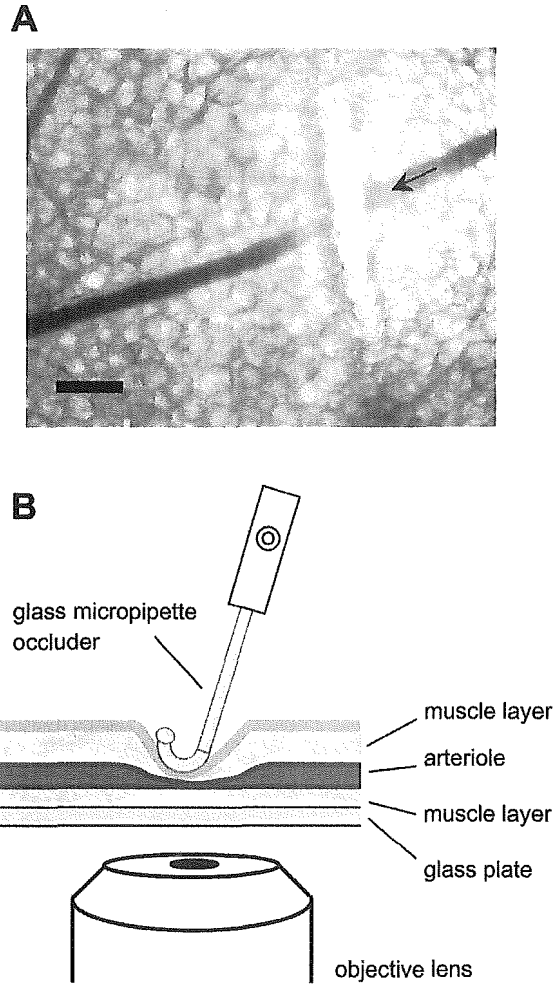 A
B
glass micropipette
occluder
muscle layer
arteriole
muscle layer
glass plate
objective lens